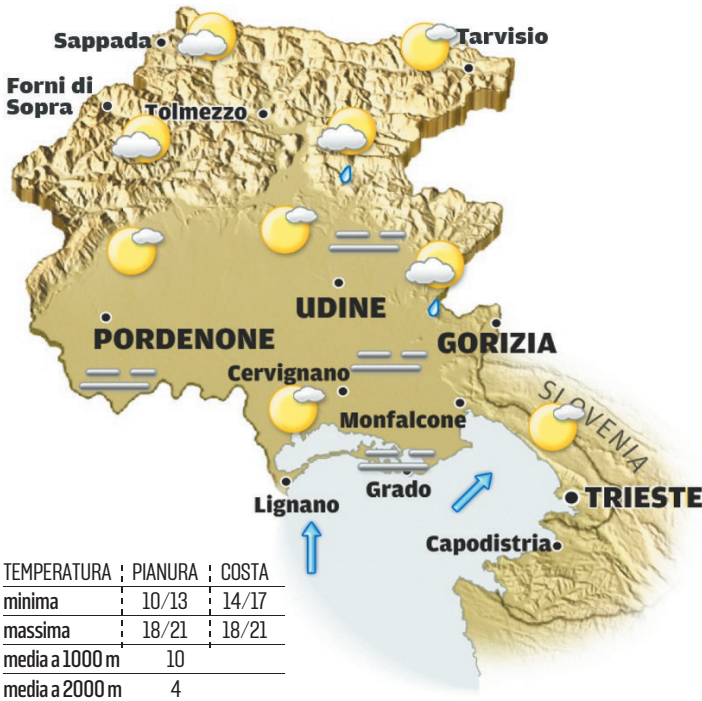 Sappada
Tarvisio
Forni di
Sopra
Tolmezzo
UDINE
PORDENONE
GORIZIA
Cervignano
SLOVENIA
Monfalcone
Lignano
Grado
TRIESTE
Capodistria
TEMPERATURA PIANURA COSTA
minima 10/13 14/17
massima 18/21 18/21
media a 1000 m 10
media a 2000 m 4